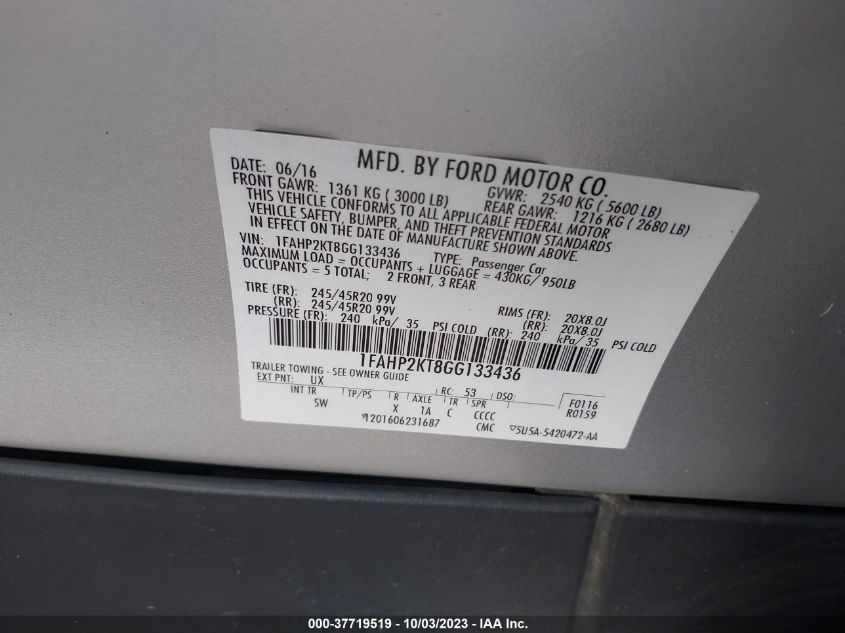 MFD. BY FORD MOTOR CO.
DATE: 06/16
GVWR: 2540 KG ( 5600 LB)
FRONT GAWR: 1361 KG ( 3000 LB)
REAR GAWR: 1216 KG ( 2680 LB)
THIS VEHICLE CONFORMS TO ALL APPLICABLE FEDERAL MOTOR
VEHICLE SAFETY, BUMPER, AND THEFT PREVENTION STANDARDS
IN EFFECT ON THE DATE OF MANUFACTURE SHOWN ABOVE.
VIN: 1FAHP2KT8GG133436 TYPE: Passenger Car
MAXIMUM LOAD = OCCUPANTS + LUGGAGE = 430KG/ 950LB
OCCUPANTS = 5 TOTAL; 2 FRONT, 3 REAR
TIRE (FR): 245/45R20 99V RIMS (FR): 20X8.0J
(RR): 245/45R20 99V (RR): 20X8.0J
PRESSURE (FR): 240 kPa/ 35 PSI COLD (RR): 240 kPa/ 35 PSI COLD
1FAHP2KT8GG133436
TRAILER TOWING - SEE OWNER GUIDE
EXT PNT: UX RC: 53 DSO: F0116
INT TR TP/PS R AXLE TR SPR R0159
SW X 1A C CCCC
*1201606231687 CMC ▽5U5A-5420472-AA
000-37719519 - 10/03/2023 - IAA Inc.